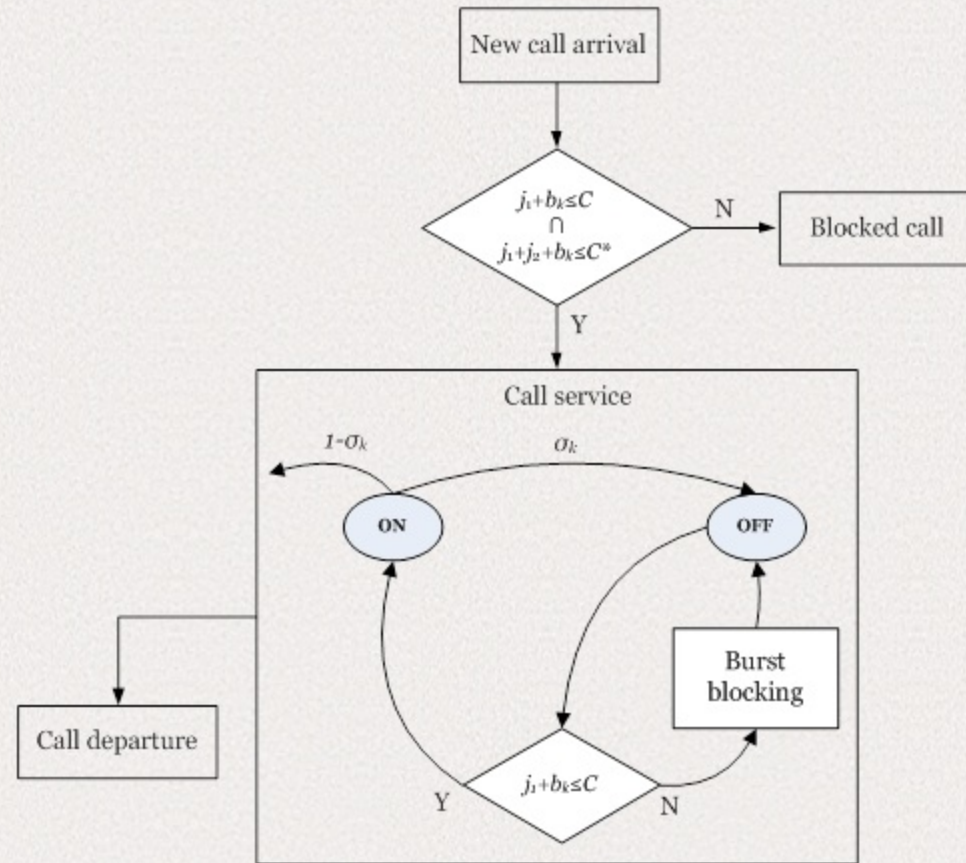 New call arrival
j₁+bₖ≤C
∩
j₁+j₂+bₖ≤C*
N
Blocked call
Y
Call service
1-σₖ
σₖ
ON
OFF
Burst
blocking
Call departure
j₁+bₖ≤C
Y
N